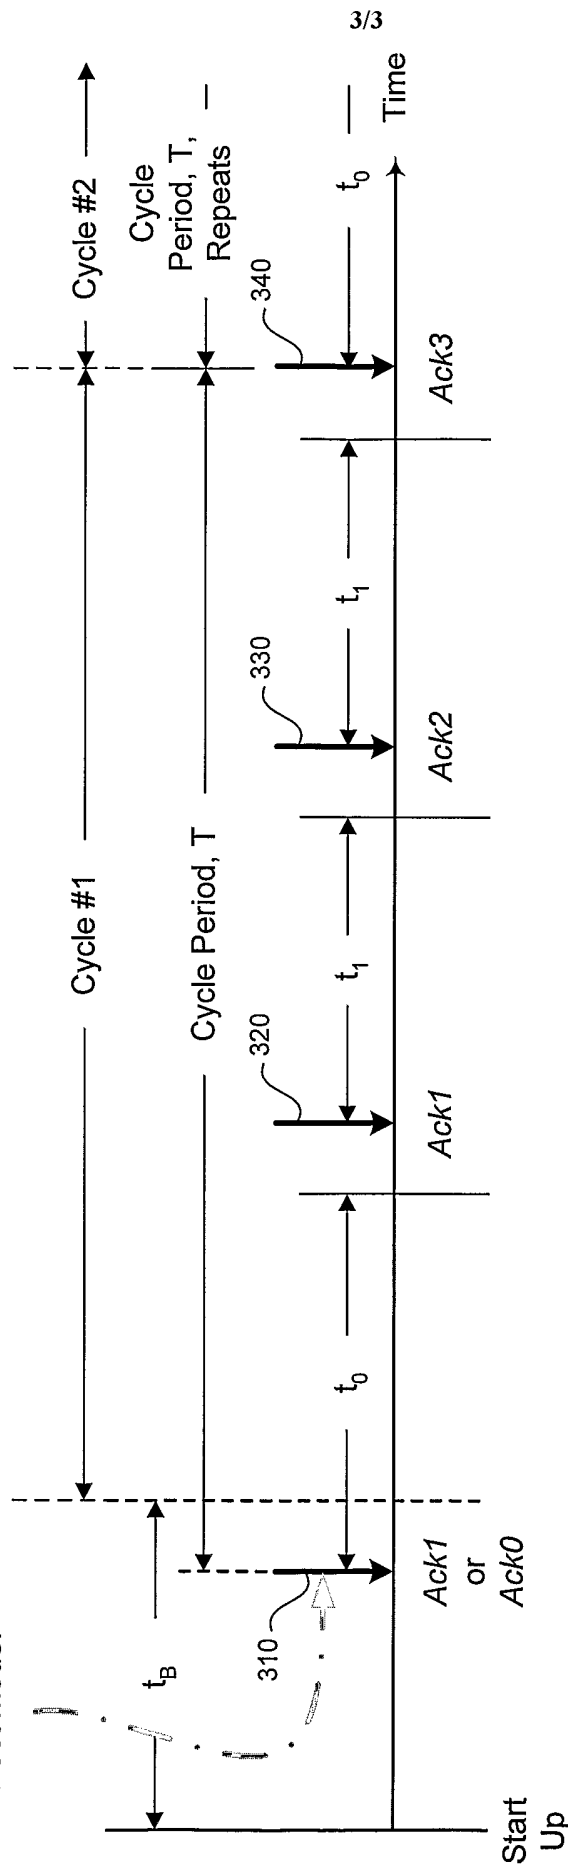 3/3
Cycle #1
Cycle #2
Cycle Period, T
Cycle
Period, T,
Repeats
t_B
310
320
330
340
t₀
t₁
t₁
t₀
Time
Start
Up
Ack1
or
Ack0
Ack1
Ack2
Ack3